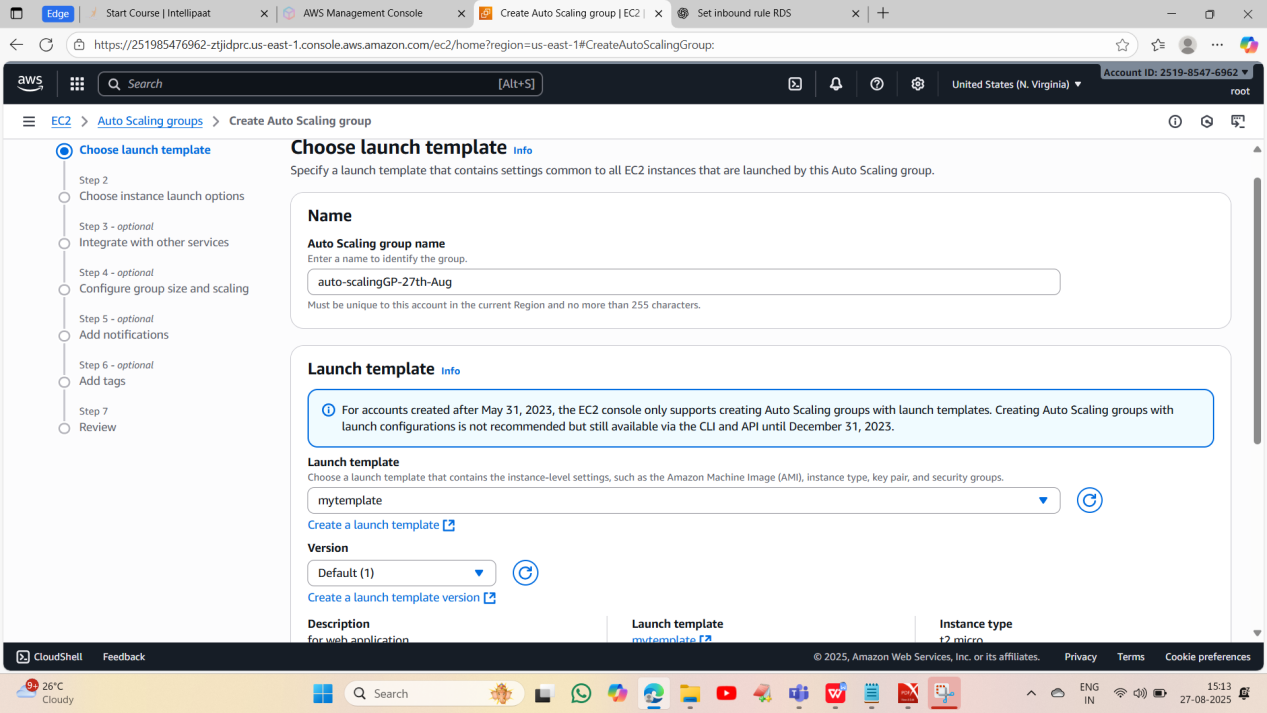 Edge
Start Course | Intellipaat
AWS Management Console
Create Auto Scaling group | EC2 |
Set inbound rule RDS
https://251985476962-ztjidprc.us-east-1.console.aws.amazon.com/ec2/home?region=us-east-1#CreateAutoScalingGroup:
aws
Search
[Alt+S]
United States (N. Virginia)
Account ID: 2519-8547-6962
root
EC2
Auto Scaling groups
Create Auto Scaling group
Choose launch template
Step 2
Choose instance launch options
Step 3 - optional
Integrate with other services
Step 4 - optional
Configure group size and scaling
Step 5 - optional
Add notifications
Step 6 - optional
Add tags
Step 7
Review
Choose launch template Info
Specify a launch template that contains settings common to all EC2 instances that are launched by this Auto Scaling group.
Name
Auto Scaling group name
Enter a name to identify the group.
auto-scalingGP-27th-Aug
Must be unique to this account in the current Region and no more than 255 characters.
Launch template Info
For accounts created after May 31, 2023, the EC2 console only supports creating Auto Scaling groups with launch templates. Creating Auto Scaling groups with
launch configurations is not recommended but still available via the CLI and API until December 31, 2023.
Launch template
Choose a launch template that contains the instance-level settings, such as the Amazon Machine Image (AMI), instance type, key pair, and security groups.
mytemplate
Create a launch template
Version
Default (1)
Create a launch template version
Description
for web application
Launch template
mytemplate
Instance type
t2.micro
CloudShell
Feedback
© 2025, Amazon Web Services, Inc. or its affiliates.
Privacy
Terms
Cookie preferences
9+
26°C
Cloudy
Search
ENG
IN
15:13
27-08-2025